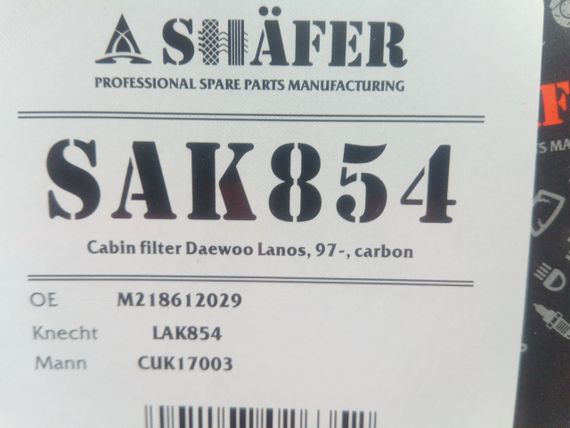 SHÄFER
PROFESSIONAL SPARE PARTS MANUFACTURING
SAK854
Cabin filter Daewoo Lanos, 97-, carbon
OE M218612029
Knecht LAK854
Mann CUK17003